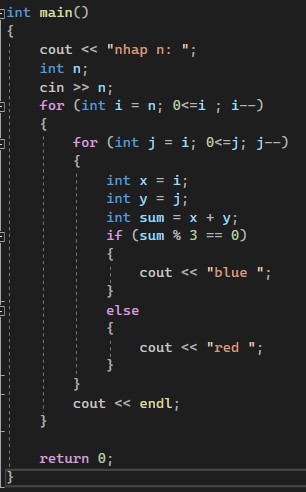 int main()
{
    cout << "nhap n: ";
    int n;
    cin >> n;
    for (int i = n; 0<=i ; i--)
    {
        for (int j = i; 0<=j; j--)
        {
            int x = i;
            int y = j;
            int sum = x + y;
            if (sum % 3 == 0)
            {
                cout << "blue ";
            }
            else
            {
                cout << "red ";
            }
        }
        cout << endl;
    }

    return 0;
}